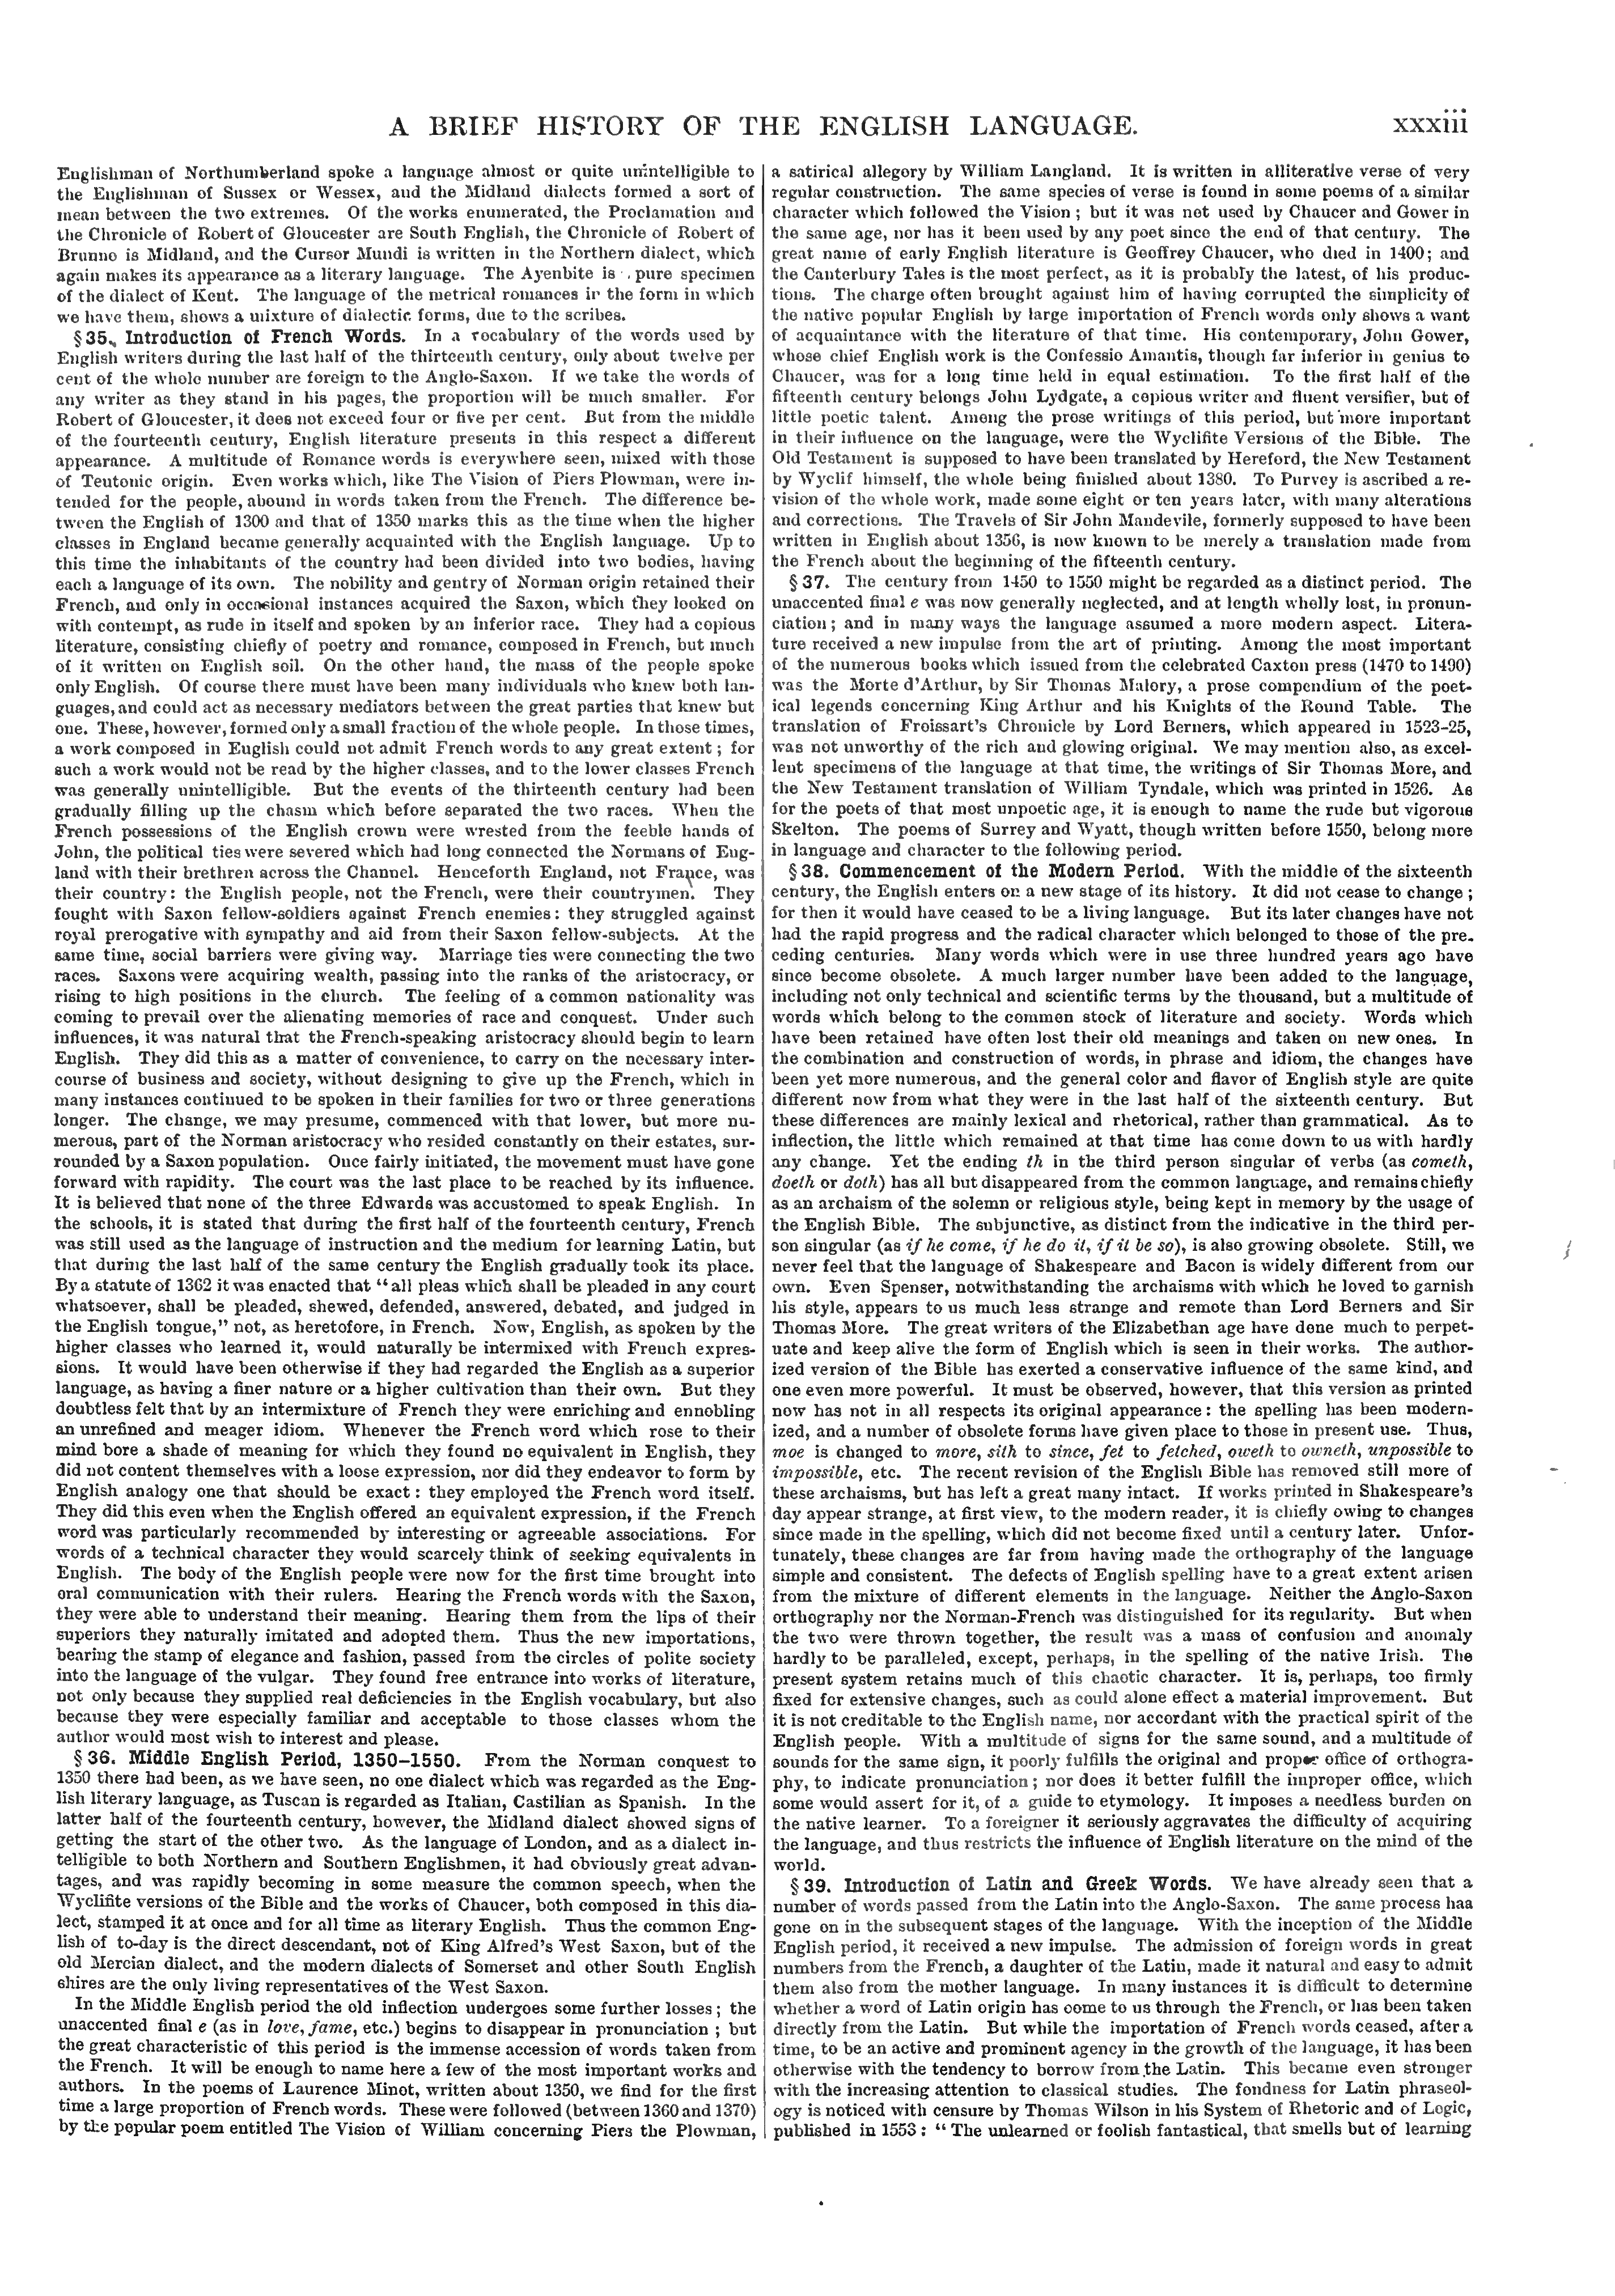 A BRIEF HISTORY OF THE ENGLISH LANGUAGE. xxxiii
Englishman of Northumberland spoke a language almost or quite unintelligible to
the Englishman of Sussex or Wessex, and the Midland dialects formed a sort of
mean between the two extremes. Of the works enumerated, the Proclamation and
the Chronicle of Robert of Gloucester are South English, the Chronicle of Robert of
Brunne is Midland, and the Cursor Mundi is written in the Northern dialect, which
again makes its appearance as a literary language. The Ayenbite is pure specimen
of the dialect of Kent. The language of the metrical romances in the form in which
we have them, shows a mixture of dialectic forms, due to the scribes.
§ 35. Introduction of French Words. In a vocabulary of the words used by
English writers during the last half of the thirteenth century, only about twelve per
cent of the whole number are foreign to the Anglo-Saxon. If we take the words of
any writer as they stand in his pages, the proportion will be much smaller. For
Robert of Gloucester, it does not exceed four or five per cent. But from the middle
of the fourteenth century, English literature presents in this respect a different
appearance. A multitude of Romance words is everywhere seen, mixed with those
of Teutonic origin. Even works which, like The Vision of Piers Plowman, were in-
tended for the people, abound in words taken from the French. The difference be-
tween the English of 1300 and that of 1350 marks this as the time when the higher
classes in England became generally acquainted with the English language. Up to
this time the inhabitants of the country had been divided into two bodies, having
each a language of its own. The nobility and gentry of Norman origin retained their
French, and only in occasional instances acquired the Saxon, which they looked on
with contempt, as rude in itself and spoken by an inferior race. They had a copious
literature, consisting chiefly of poetry and romance, composed in French, but much
of it written on English soil. On the other hand, the mass of the people spoke
only English. Of course there must have been many individuals who knew both lan-
guages, and could act as necessary mediators between the great parties that knew but
one. These, however, formed only a small fraction of the whole people. In those times,
a work composed in English could not admit French words to any great extent; for
such a work would not be read by the higher classes, and to the lower classes French
was generally unintelligible. But the events of the thirteenth century had been
gradually filling up the chasm which before separated the two races. When the
French possessions of the English crown were wrested from the feeble hands of
John, the political ties were severed which had long connected the Normans of Eng-
land with their brethren across the Channel. Henceforth England, not France, was
their country: the English people, not the French, were their countrymen. They
fought with Saxon fellow-soldiers against French enemies: they struggled against
royal prerogative with sympathy and aid from their Saxon fellow-subjects. At the
same time, social barriers were giving way. Marriage ties were connecting the two
races. Saxons were acquiring wealth, passing into the ranks of the aristocracy, or
rising to high positions in the church. The feeling of a common nationality was
coming to prevail over the alienating memories of race and conquest. Under such
influences, it was natural that the French-speaking aristocracy should begin to learn
English. They did this as a matter of convenience, to carry on the necessary inter-
course of business and society, without designing to give up the French, which in
many instances continued to be spoken in their families for two or three generations
longer. The change, we may presume, commenced with that lower, but more nu-
merous, part of the Norman aristocracy who resided constantly on their estates, sur-
rounded by a Saxon population. Once fairly initiated, the movement must have gone
forward with rapidity. The court was the last place to be reached by its influence.
It is believed that none of the three Edwards was accustomed to speak English. In
the schools, it is stated that during the first half of the fourteenth century, French
was still used as the language of instruction and the medium for learning Latin, but
that during the last half of the same century the English gradually took its place.
By a statute of 1362 it was enacted that "all pleas which shall be pleaded in any court
whatsoever, shall be pleaded, shewed, defended, answered, debated, and judged in
the English tongue," not, as heretofore, in French. Now, English, as spoken by the
higher classes who learned it, would naturally be intermixed with French expres-
sions. It would have been otherwise if they had regarded the English as a superior
language, as having a finer nature or a higher cultivation than their own. But they
doubtless felt that by an intermixture of French they were enriching and ennobling
an unrefined and meager idiom. Whenever the French word which rose to their
mind bore a shade of meaning for which they found no equivalent in English, they
did not content themselves with a loose expression, nor did they endeavor to form by
English analogy one that should be exact: they employed the French word itself.
They did this even when the English offered an equivalent expression, if the French
word was particularly recommended by interesting or agreeable associations. For
words of a technical character they would scarcely think of seeking equivalents in
English. The body of the English people were now for the first time brought into
oral communication with their rulers. Hearing the French words with the Saxon,
they were able to understand their meaning. Hearing them from the lips of their
superiors they naturally imitated and adopted them. Thus the new importations,
bearing the stamp of elegance and fashion, passed from the circles of polite society
into the language of the vulgar. They found free entrance into works of literature,
not only because they supplied real deficiencies in the English vocabulary, but also
because they were especially familiar and acceptable to those classes whom the
author would most wish to interest and please.
§ 36. Middle English Period, 1350–1550. From the Norman conquest to
1350 there had been, as we have seen, no one dialect which was regarded as the Eng-
lish literary language, as Tuscan is regarded as Italian, Castilian as Spanish. In the
latter half of the fourteenth century, however, the Midland dialect showed signs of
getting the start of the other two. As the language of London, and as a dialect in-
telligible to both Northern and Southern Englishmen, it had obviously great advan-
tages, and was rapidly becoming in some measure the common speech, when the
Wyclifite versions of the Bible and the works of Chaucer, both composed in this dia-
lect, stamped it at once and for all time as literary English. Thus the common Eng-
lish of to-day is the direct descendant, not of King Alfred's West Saxon, but of the
old Mercian dialect, and the modern dialects of Somerset and other South English
shires are the only living representatives of the West Saxon.
In the Middle English period the old inflection undergoes some further losses; the
unaccented final e (as in love, fame, etc.) begins to disappear in pronunciation; but
the great characteristic of this period is the immense accession of words taken from
the French. It will be enough to name here a few of the most important works and
authors. In the poems of Laurence Minot, written about 1350, we find for the first
time a large proportion of French words. These were followed (between 1360 and 1370)
by the popular poem entitled The Vision of William concerning Piers the Plowman,
a satirical allegory by William Langland. It is written in alliterative verse of very
regular construction. The same species of verse is found in some poems of a similar
character which followed the Vision; but it was not used by Chaucer and Gower in
the same age, nor has it been used by any poet since the end of that century. The
great name of early English literature is Geoffrey Chaucer, who died in 1400; and
the Canterbury Tales is the most perfect, as it is probably the latest, of his produc-
tions. The charge often brought against him of having corrupted the simplicity of
the native popular English by large importation of French words only shows a want
of acquaintance with the literature of that time. His contemporary, John Gower,
whose chief English work is the Confessio Amantis, though far inferior in genius to
Chaucer, was for a long time held in equal estimation. To the first half of the
fifteenth century belongs John Lydgate, a copious writer and fluent versifier, but of
little poetic talent. Among the prose writings of this period, but more important
in their influence on the language, were the Wyclifite Versions of the Bible. The
Old Testament is supposed to have been translated by Hereford, the New Testament
by Wyclif himself, the whole being finished about 1380. To Purvey is ascribed a re-
vision of the whole work, made some eight or ten years later, with many alterations
and corrections. The Travels of Sir John Mandevile, formerly supposed to have been
written in English about 1356, is now known to be merely a translation made from
the French about the beginning of the fifteenth century.
§ 37. The century from 1450 to 1550 might be regarded as a distinct period. The
unaccented final e was now generally neglected, and at length wholly lost, in pronun-
ciation; and in many ways the language assumed a more modern aspect. Litera-
ture received a new impulse from the art of printing. Among the most important
of the numerous books which issued from the celebrated Caxton press (1470 to 1490)
was the Morte d'Arthur, by Sir Thomas Malory, a prose compendium of the poet-
ical legends concerning King Arthur and his Knights of the Round Table. The
translation of Froissart's Chronicle by Lord Berners, which appeared in 1523-25,
was not unworthy of the rich and glowing original. We may mention also, as excel-
lent specimens of the language at that time, the writings of Sir Thomas More, and
the New Testament translation of William Tyndale, which was printed in 1526. As
for the poets of that most unpoetic age, it is enough to name the rude but vigorous
Skelton. The poems of Surrey and Wyatt, though written before 1550, belong more
in language and character to the following period.
§ 38. Commencement of the Modern Period. With the middle of the sixteenth
century, the English enters on a new stage of its history. It did not cease to change;
for then it would have ceased to be a living language. But its later changes have not
had the rapid progress and the radical character which belonged to those of the pre-
ceding centuries. Many words which were in use three hundred years ago have
since become obsolete. A much larger number have been added to the language,
including not only technical and scientific terms by the thousand, but a multitude of
words which belong to the common stock of literature and society. Words which
have been retained have often lost their old meanings and taken on new ones. In
the combination and construction of words, in phrase and idiom, the changes have
been yet more numerous, and the general color and flavor of English style are quite
different now from what they were in the last half of the sixteenth century. But
these differences are mainly lexical and rhetorical, rather than grammatical. As to
inflection, the little which remained at that time has come down to us with hardly
any change. Yet the ending th in the third person singular of verbs (as cometh,
doeth or doth) has all but disappeared from the common language, and remains chiefly
as an archaism of the solemn or religious style, being kept in memory by the usage of
the English Bible. The subjunctive, as distinct from the indicative in the third per-
son singular (as if he come, if he do it, if it be so), is also growing obsolete. Still, we
never feel that the language of Shakespeare and Bacon is widely different from our
own. Even Spenser, notwithstanding the archaisms with which he loved to garnish
his style, appears to us much less strange and remote than Lord Berners and Sir
Thomas More. The great writers of the Elizabethan age have done much to perpet-
uate and keep alive the form of English which is seen in their works. The author-
ized version of the Bible has exerted a conservative influence of the same kind, and
one even more powerful. It must be observed, however, that this version as printed
now has not in all respects its original appearance: the spelling has been modern-
ized, and a number of obsolete forms have given place to those in present use. Thus,
moe is changed to more, sith to since, fet to fetched, oweth to owneth, unpossible to
impossible, etc. The recent revision of the English Bible has removed still more of
these archaisms, but has left a great many intact. If works printed in Shakespeare's
day appear strange, at first view, to the modern reader, it is chiefly owing to changes
since made in the spelling, which did not become fixed until a century later. Unfor-
tunately, these changes are far from having made the orthography of the language
simple and consistent. The defects of English spelling have to a great extent arisen
from the mixture of different elements in the language. Neither the Anglo-Saxon
orthography nor the Norman-French was distinguished for its regularity. But when
the two were thrown together, the result was a mass of confusion and anomaly
hardly to be paralleled, except, perhaps, in the spelling of the native Irish. The
present system retains much of this chaotic character. It is, perhaps, too firmly
fixed for extensive changes, such as could alone effect a material improvement. But
it is not creditable to the English name, nor accordant with the practical spirit of the
English people. With a multitude of signs for the same sound, and a multitude of
sounds for the same sign, it poorly fulfills the original and proper office of orthogra-
phy, to indicate pronunciation; nor does it better fulfill the improper office, which
some would assert for it, of a guide to etymology. It imposes a needless burden on
the native learner. To a foreigner it seriously aggravates the difficulty of acquiring
the language, and thus restricts the influence of English literature on the mind of the
world.
§ 39. Introduction of Latin and Greek Words. We have already seen that a
number of words passed from the Latin into the Anglo-Saxon. The same process has
gone on in the subsequent stages of the language. With the inception of the Middle
English period, it received a new impulse. The admission of foreign words in great
numbers from the French, a daughter of the Latin, made it natural and easy to admit
them also from the mother language. In many instances it is difficult to determine
whether a word of Latin origin has come to us through the French, or has been taken
directly from the Latin. But while the importation of French words ceased, after a
time, to be an active and prominent agency in the growth of the language, it has been
otherwise with the tendency to borrow from the Latin. This became even stronger
with the increasing attention to classical studies. The fondness for Latin phraseol-
ogy is noticed with censure by Thomas Wilson in his System of Rhetoric and of Logic,
published in 1553: "The unlearned or foolish fantastical, that smells but of learning